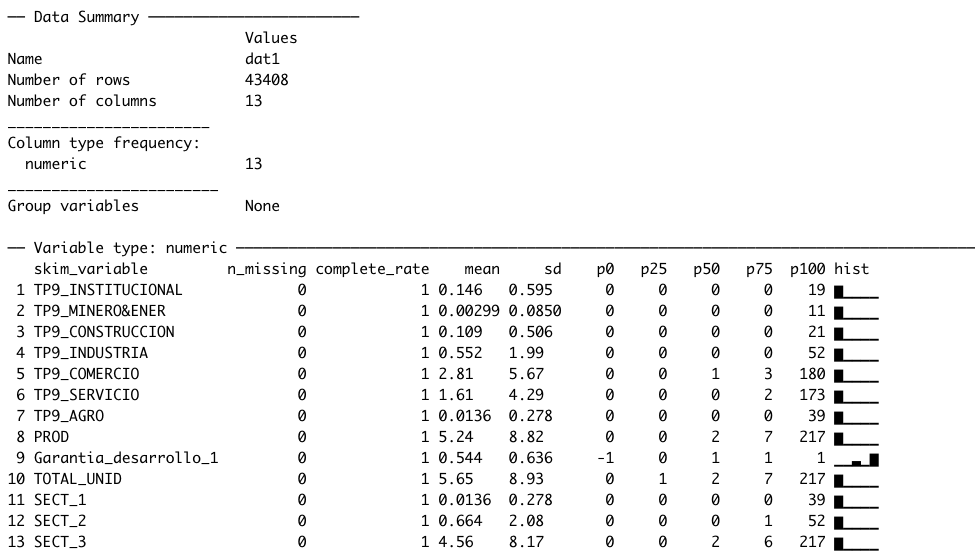 ── Data Summary ────────────────────────
                           Values
Name                       dat1
Number of rows             43408
Number of columns          13
_______________________
Column type frequency:
  numeric                  13
________________________
Group variables            None

── Variable type: numeric ──────────────────────────────────────────
   skim_variable        n_missing complete_rate    mean     sd    p0   p25   p50   p75  p100 hist
 1 TP9_INSTITUCIONAL            0             1 0.146   0.595      0     0     0     0    19 ▇▁▁▁▁
 2 TP9_MINERO&ENER              0             1 0.00299 0.0850     0     0     0     0    11 ▇▁▁▁▁
 3 TP9_CONSTRUCCION             0             1 0.109   0.506      0     0     0     0    21 ▇▁▁▁▁
 4 TP9_INDUSTRIA                0             1 0.552   1.99       0     0     0     0    52 ▇▁▁▁▁
 5 TP9_COMERCIO                 0             1 2.81    5.67       0     0     1     3   180 ▇▁▁▁▁
 6 TP9_SERVICIO                 0             1 1.61    4.29       0     0     0     2   173 ▇▁▁▁▁
 7 TP9_AGRO                     0             1 0.0136  0.278      0     0     0     0    39 ▇▁▁▁▁
 8 PROD                         0             1 5.24    8.82       0     0     2     7   217 ▇▁▁▁▁
 9 Garantia_desarrollo_1        0             1 0.544   0.636     -1     0     1     1     1 ▁▁▃▁▇
10 TOTAL_UNID                   0             1 5.65    8.93       0     1     2     7   217 ▇▁▁▁▁
11 SECT_1                       0             1 0.0136  0.278      0     0     0     0    39 ▇▁▁▁▁
12 SECT_2                       0             1 0.664   2.08       0     0     0     1    52 ▇▁▁▁▁
13 SECT_3                       0             1 4.56    8.17       0     0     2     6   217 ▇▁▁▁▁